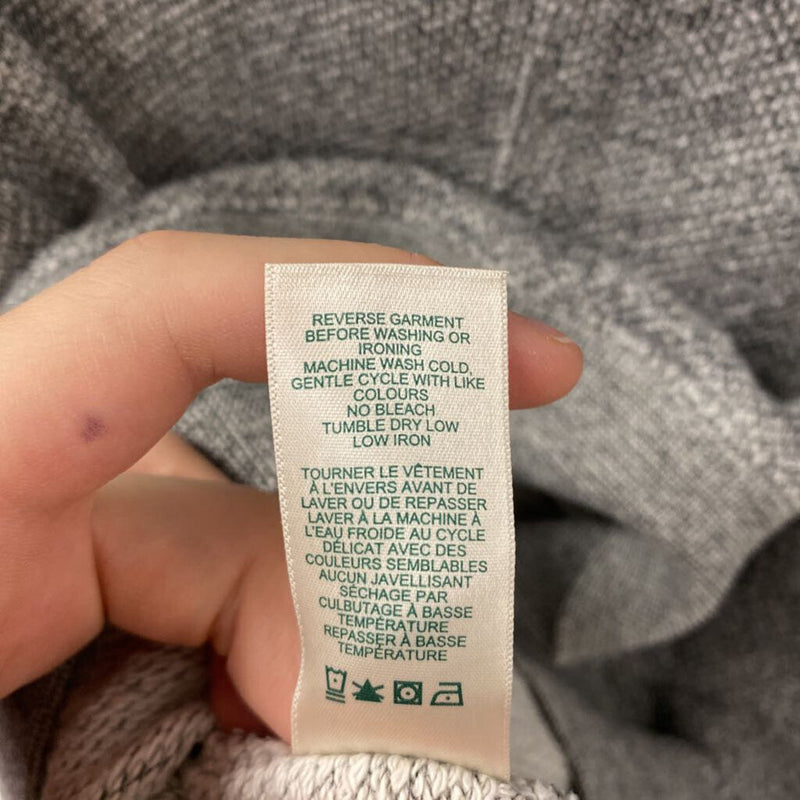 REVERSE GARMENT
BEFORE WASHING OR
IRONING
MACHINE WASH COLD,
GENTLE CYCLE WITH LIKE
COLOURS
NO BLEACH
TUMBLE DRY LOW
LOW IRON
TOURNER LE VÊTEMENT
À L'ENVERS AVANT DE
LAVER OU DE REPASSER
LAVER À LA MACHINE À
L'EAU FROIDE AU CYCLE
DÉLICAT AVEC DES
COULEURS SEMBLABLES
AUCUN JAVELLISANT
SÉCHAGE PAR
CULBUTAGE À BASSE
TEMPÉRATURE
REPASSER À BASSE
TEMPÉRATURE